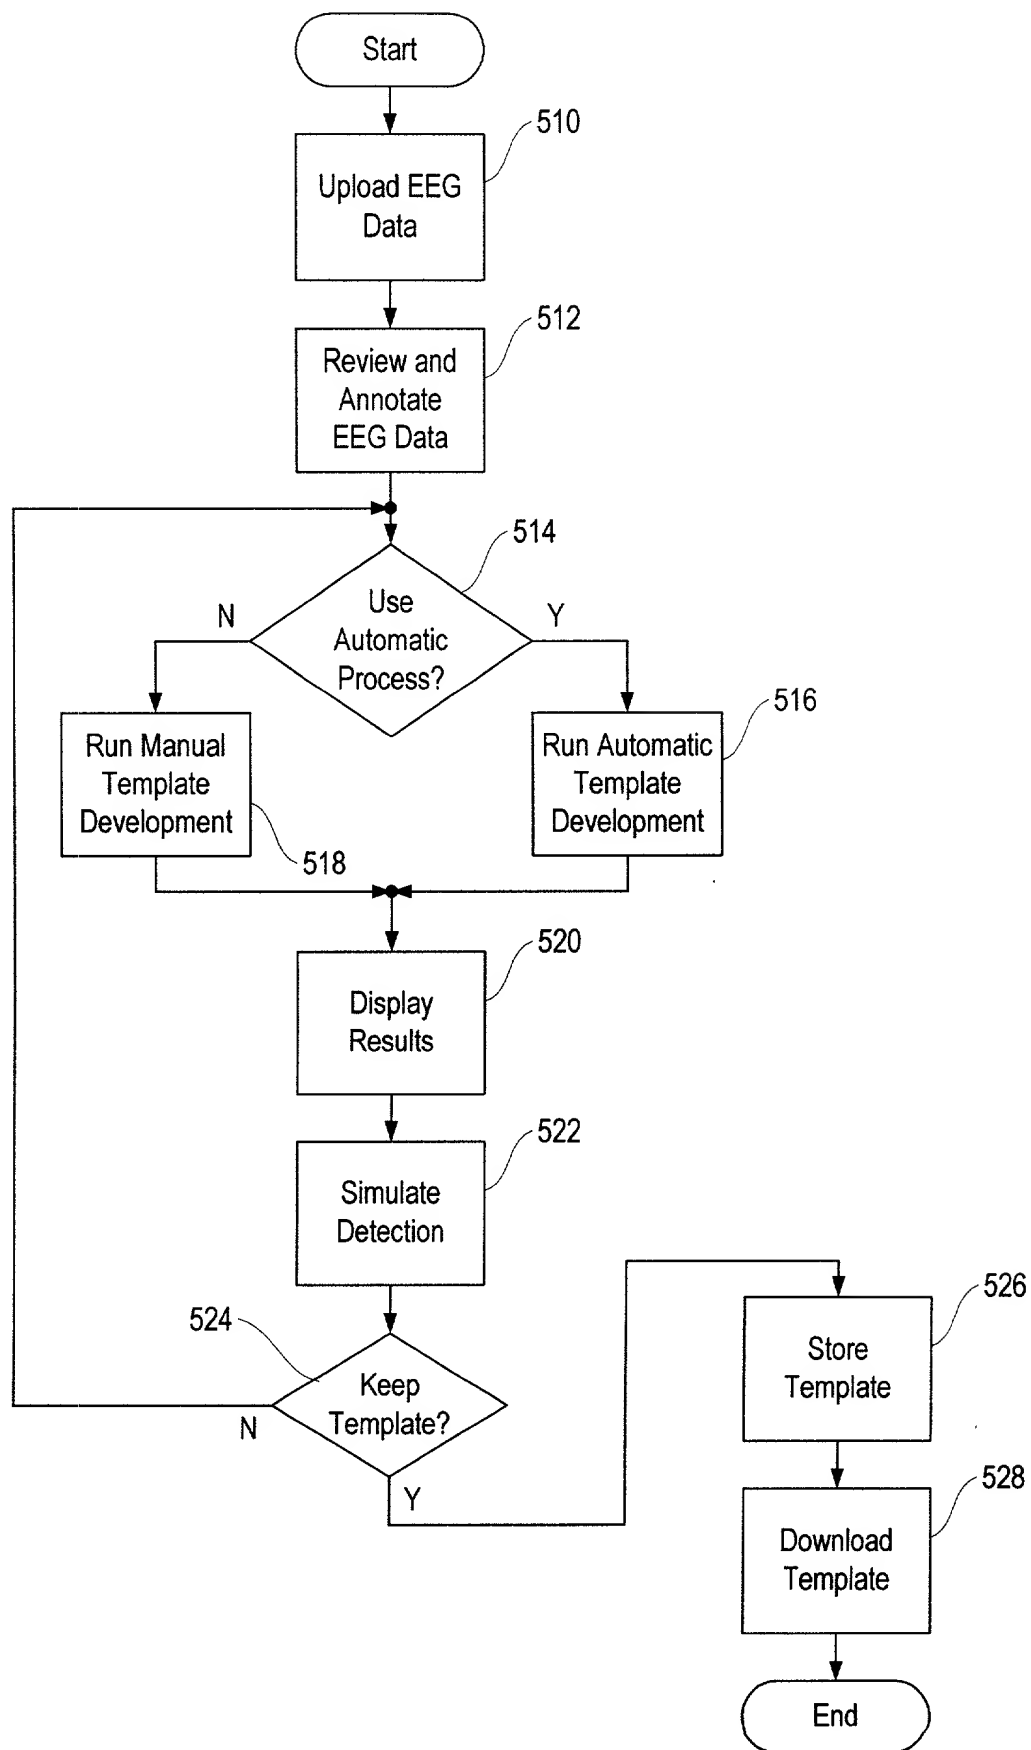 Start
510
Upload EEG
Data
512
Review and
Annotate
EEG Data
514
N
Use
Automatic
Process?
Y
516
Run Manual
Template
Development
518
Run Automatic
Template
Development
520
Display
Results
522
Simulate
Detection
524
Keep
Template?
N
Y
526
Store
Template
528
Download
Template
End